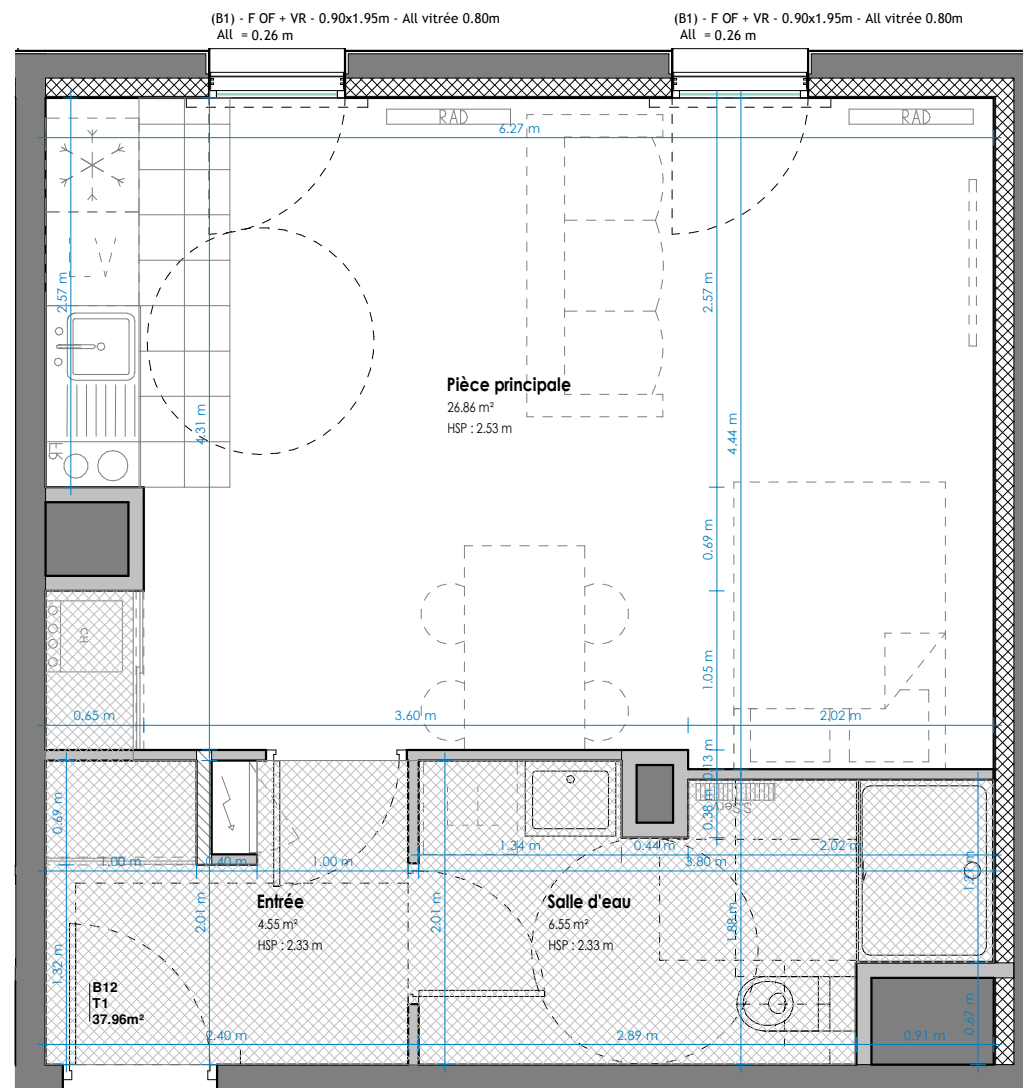 (B1) - F OF + VR - 0.90x1.95m - All vitrée 0.80m
All = 0.26 m
(B1) - F OF + VR - 0.90x1.95m - All vitrée 0.80m
All = 0.26 m
RAD
RAD
6.27 m
2.57 m
2.57 m
4.31 m
4.44 m
Pièce principale
26.86 m²
HSP : 2.53 m
FR
0.69 m
CH
1.05 m
0.65 m
3.60 m
2.02 m
0.13 m
0.69 m
0.38 m
S.Serv
1.00 m
0.40 m
1.00 m
1.34 m
0.44 m
3.80 m
2.02 m
Entrée
4.55 m²
HSP : 2.33 m
Salle d'eau
6.55 m²
HSP : 2.33 m
2.01 m
2.01 m
1.88 m
1.32 m
B12
T1
37.96m²
2.40 m
2.89 m
0.91 m
0.67 m